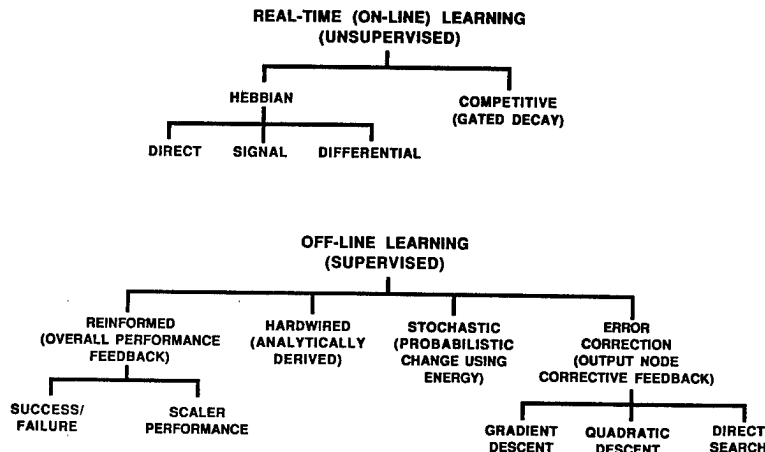 REAL-TIME (ON-LINE) LEARNING
(UNSUPERVISED)
HEBBIAN
COMPETITIVE
(GATED DECAY)
DIRECT SIGNAL DIFFERENTIAL
OFF-LINE LEARNING
(SUPERVISED)
REINFORMED
(OVERALL PERFORMANCE
FEEDBACK)
HARDWIRED
(ANALYTICALLY
DERIVED)
STOCHASTIC
(PROBABILISTIC
CHANGE USING
ENERGY)
ERROR
CORRECTION
(OUTPUT NODE
CORRECTIVE FEEDBACK)
SUCCESS/
FAILURE
SCALER
PERFORMANCE
GRADIENT
DESCENT
QUADRATIC
DESCENT
DIRECT
SEARCH